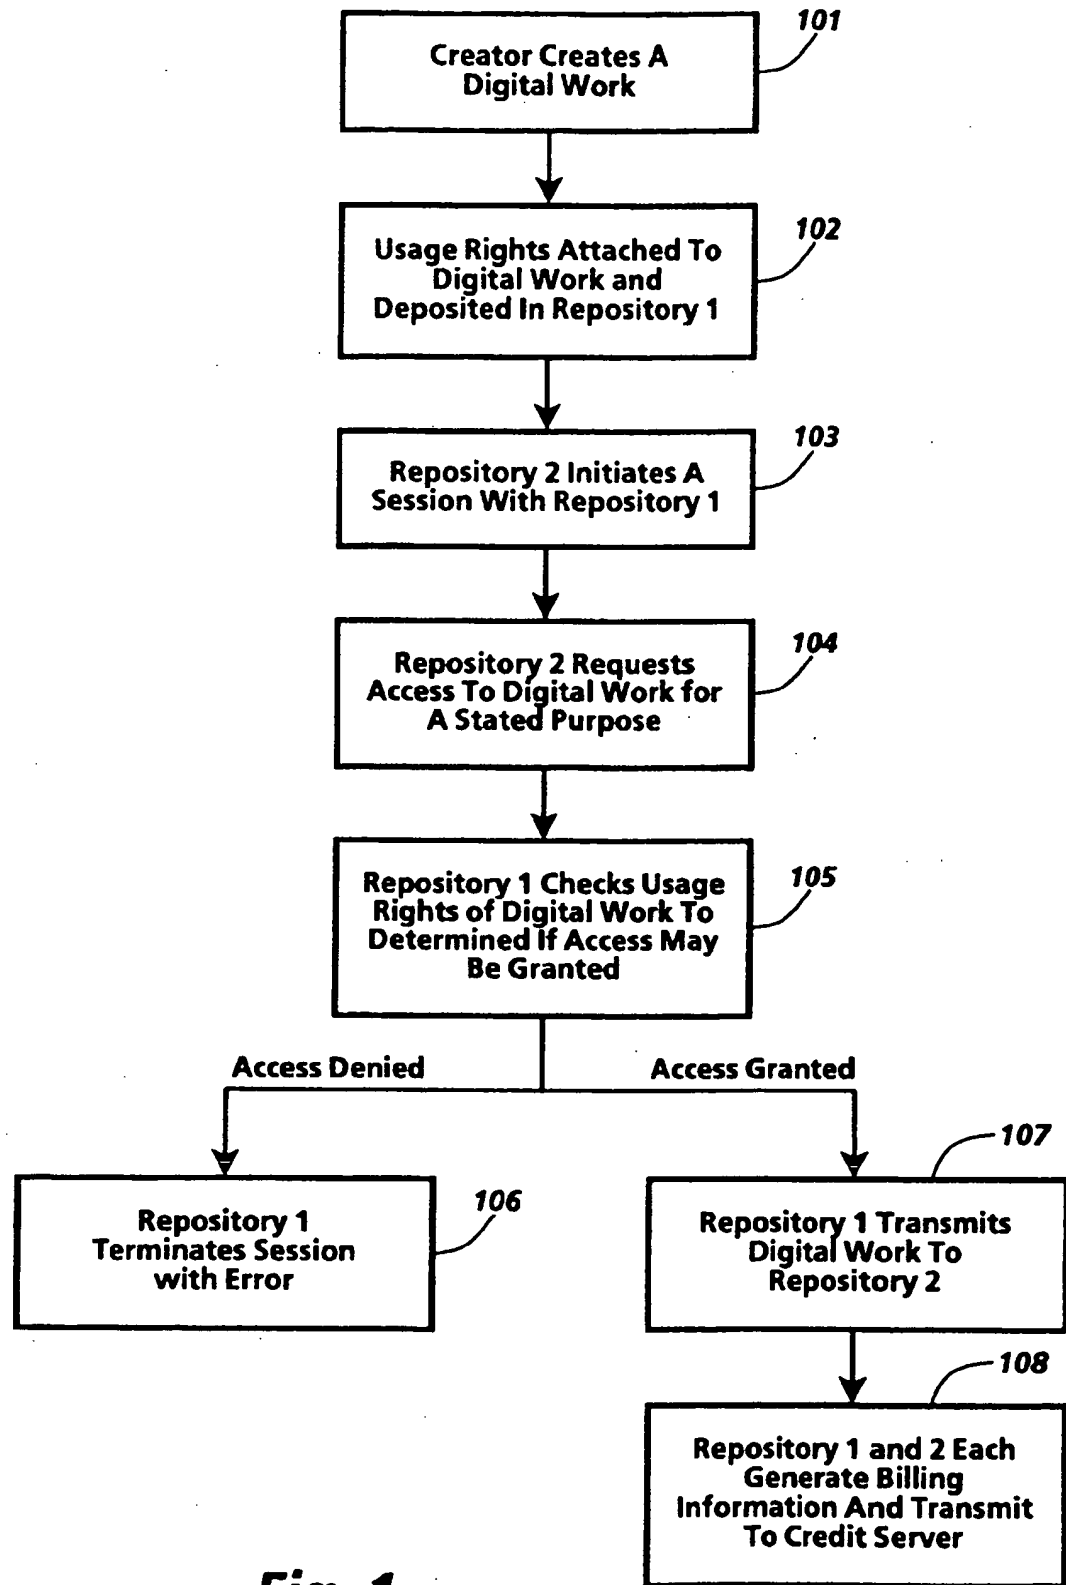 101
Creator Creates A
Digital Work
102
Usage Rights Attached To
Digital Work and
Deposited In Repository 1
103
Repository 2 Initiates A
Session With Repository 1
104
Repository 2 Requests
Access To Digital Work for
A Stated Purpose
105
Repository 1 Checks Usage
Rights of Digital Work To
Determined If Access May
Be Granted
Access Denied
Access Granted
106
Repository 1
Terminates Session
with Error
107
Repository 1 Transmits
Digital Work To
Repository 2
108
Repository 1 and 2 Each
Generate Billing
Information And Transmit
To Credit Server
Fig. 1